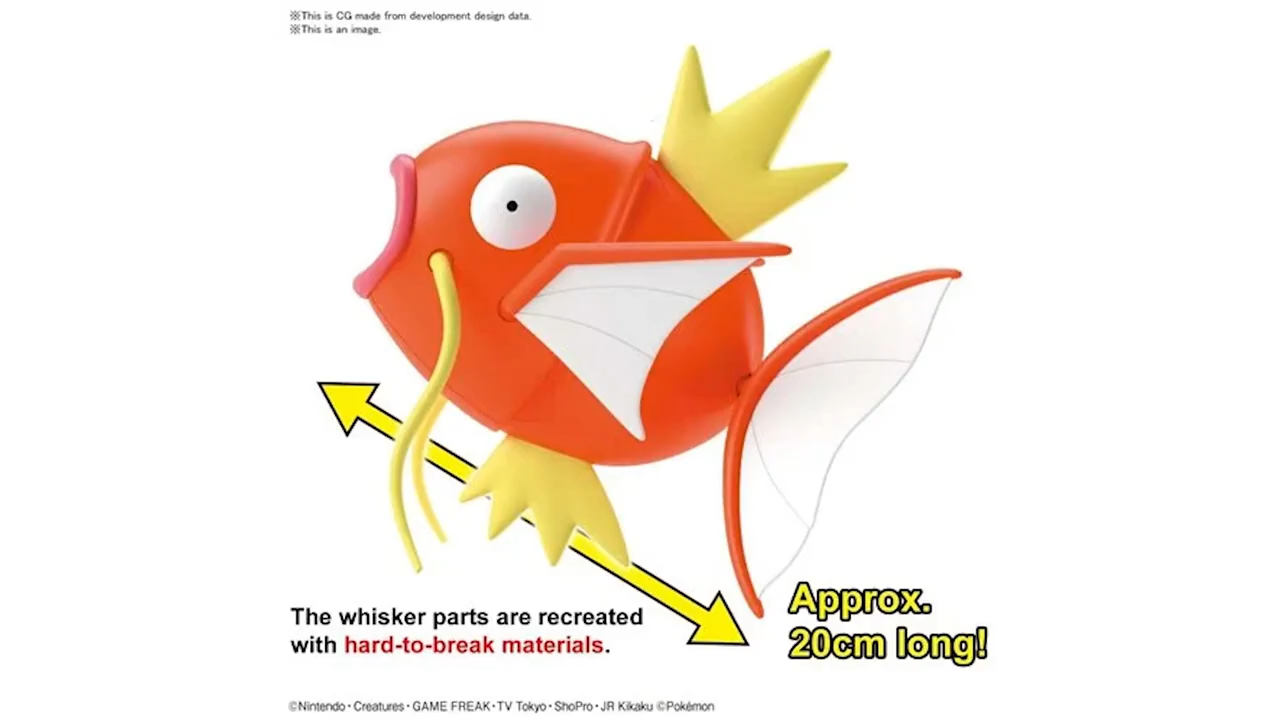 ※This is CG made from development design data.
※This is an image.
The whisker parts are recreated
with hard-to-break materials.
Approx.
20cm long!
©Nintendo・Creatures・GAME FREAK・TV Tokyo・ShoPro・JR Kikaku ©Pokémon